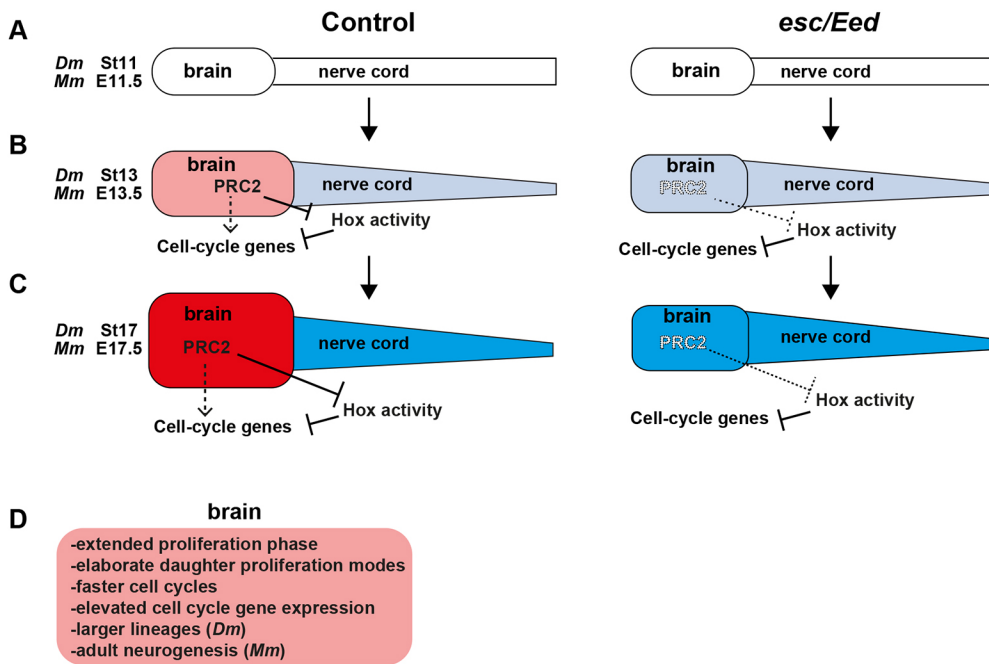 Control
esc/Eed
A
Dm St11
Mm E11.5
brain
nerve cord
brain
nerve cord
B
Dm St13
Mm E13.5
brain
PRC2
nerve cord
Hox activity
Cell-cycle genes
brain
PRC2
nerve cord
Hox activity
Cell-cycle genes
C
Dm St17
Mm E17.5
brain
PRC2
nerve cord
Hox activity
Cell-cycle genes
brain
PRC2
nerve cord
Hox activity
Cell-cycle genes
D
brain
-extended proliferation phase
-elaborate daughter proliferation modes
-faster cell cycles
-elevated cell cycle gene expression
-larger lineages (Dm)
-adult neurogenesis (Mm)